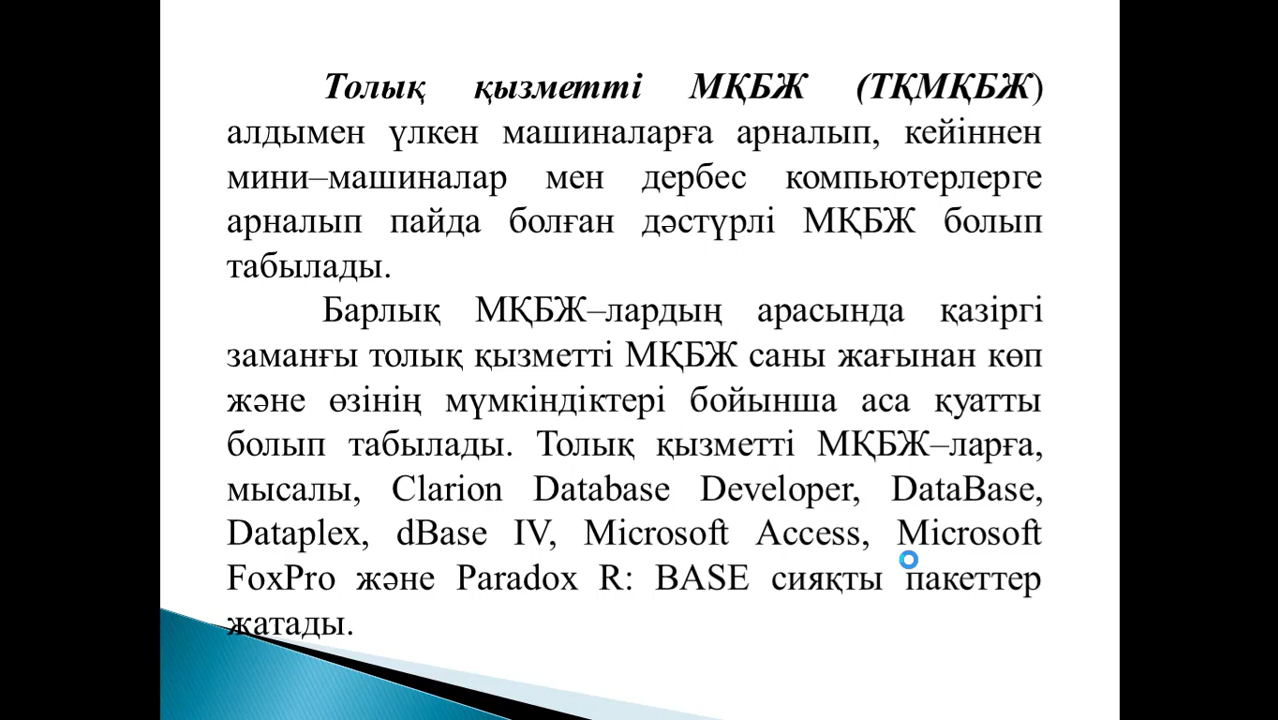 Толық қызметті МҚБЖ (ТҚМҚБЖ)
алдымен үлкен машиналарға арналып, кейіннен
мини–машиналар мен дербес компьютерлерге
арналып пайда болған дәстүрлі МҚБЖ болып
табылады.
Барлық МҚБЖ–лардың арасында қазіргі
заманғы толық қызметті МҚБЖ саны жағынан көп
және өзінің мүмкіндіктері бойынша аса қуатты
болып табылады. Толық қызметті МҚБЖ–ларға,
мысалы, Clarion Database Developer, DataBase,
Dataplex, dBase IV, Microsoft Access, Microsoft
FoxPro және Paradox R: BASE сияқты пакеттер
жатады.